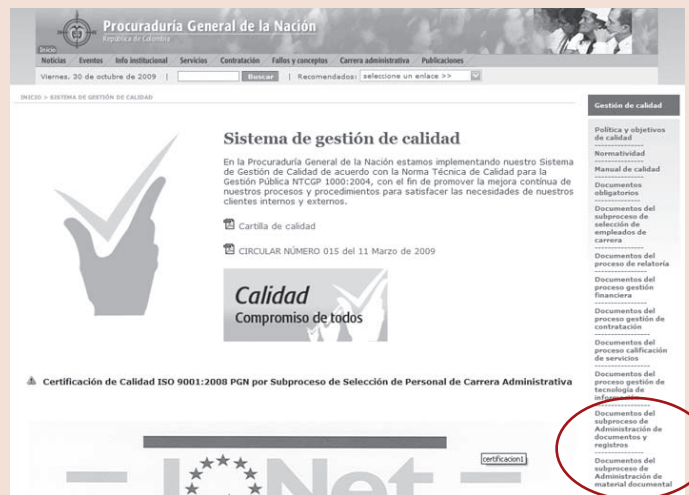 Procuraduría General de la Nación
República de Colombia
Inicio
Noticias Eventos Info institucional Servicios Contratación Fallos y conceptos Carrera administrativa Publicaciones
Viernes, 30 de octubre de 2009 | Buscar | Recomendados: seleccione un enlace >>
INICIO > SISTEMA DE GESTIÓN DE CALIDAD
Sistema de gestión de calidad
En la Procuraduría General de la Nación estamos implementando nuestro Sistema
de Gestión de Calidad de acuerdo con la Norma Técnica de Calidad para la
Gestión Pública NTCGP 1000:2004, con el fin de promover la mejora continua de
nuestros procesos y procedimientos para satisfacer las necesidades de nuestros
clientes internos y externos.
Cartilla de calidad
CIRCULAR NÚMERO 015 del 11 Marzo de 2009
Calidad
Compromiso de todos
Certificación de Calidad ISO 9001:2008 PGN por Subproceso de Selección de Personal de Carrera Administrativa
certificacion1
IQNet
Gestión de calidad
Política y objetivos
de calidad
Normatividad
Manual de calidad
Documentos
obligatorios
Documentos del
subproceso de
selección de
empleados de
carrera
Documentos del
proceso de relatoría
Documentos del
proceso gestión
financiera
Documentos del
proceso gestión de
contratación
Documentos del
proceso calificación
de servicios
Documentos del
proceso gestión de
tecnología de
información
Documentos del
subproceso de
Administración de
documentos y
registros
Documentos del
subproceso de
Administración de
material documental